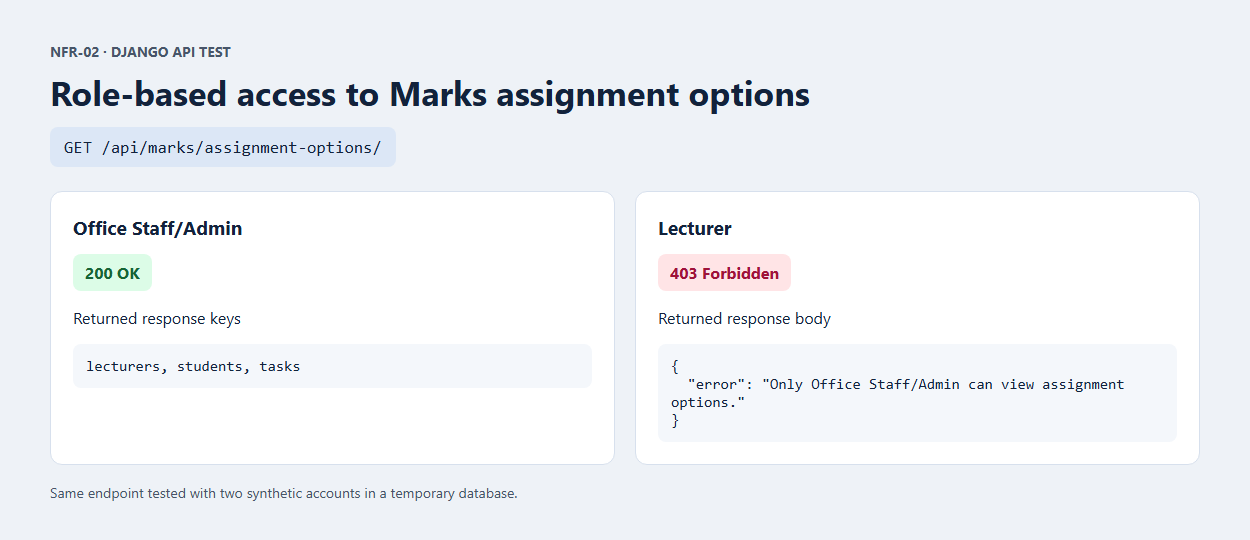 NFR-02 · DJANGO API TEST
Role-based access to Marks assignment options
GET /api/marks/assignment-options/
Office Staff/Admin
200 OK
Returned response keys
lecturers, students, tasks
Lecturer
403 Forbidden
Returned response body
{
  "error": "Only Office Staff/Admin can view assignment
options."
}
Same endpoint tested with two synthetic accounts in a temporary database.